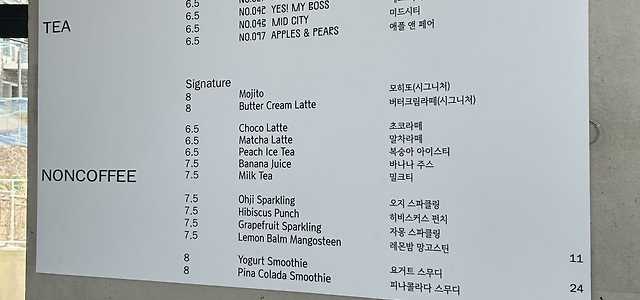 6.5
6.5 NO.042 YES! MY BOSS
6.5 NO.042 MID CITY 미드시티
TEA 6.5 NO.097 APPLES & PEARS 애플 앤 페어
Signature
8 Mojito 모히또(시그니처)
8 Butter Cream Latte 버터크림라떼(시그니처)
6.5 Choco Latte 초코라떼
6.5 Matcha Latte 말차라떼
6.5 Peach Ice Tea 복숭아 아이스티
7.5 Banana Juice 바나나 주스
NONCOFFEE 7.5 Milk Tea 밀크티
7.5 Ohji Sparkling 오지 스파클링
7.5 Hibiscus Punch 히비스커스 펀치
7.5 Grapefruit Sparkling 자몽 스파클링
7.5 Lemon Balm Mangosteen 레몬밤 망고스틴
8 Yogurt Smoothie 요거트 스무디 11
8 Pina Colada Smoothie 피나콜라다 스무디 24